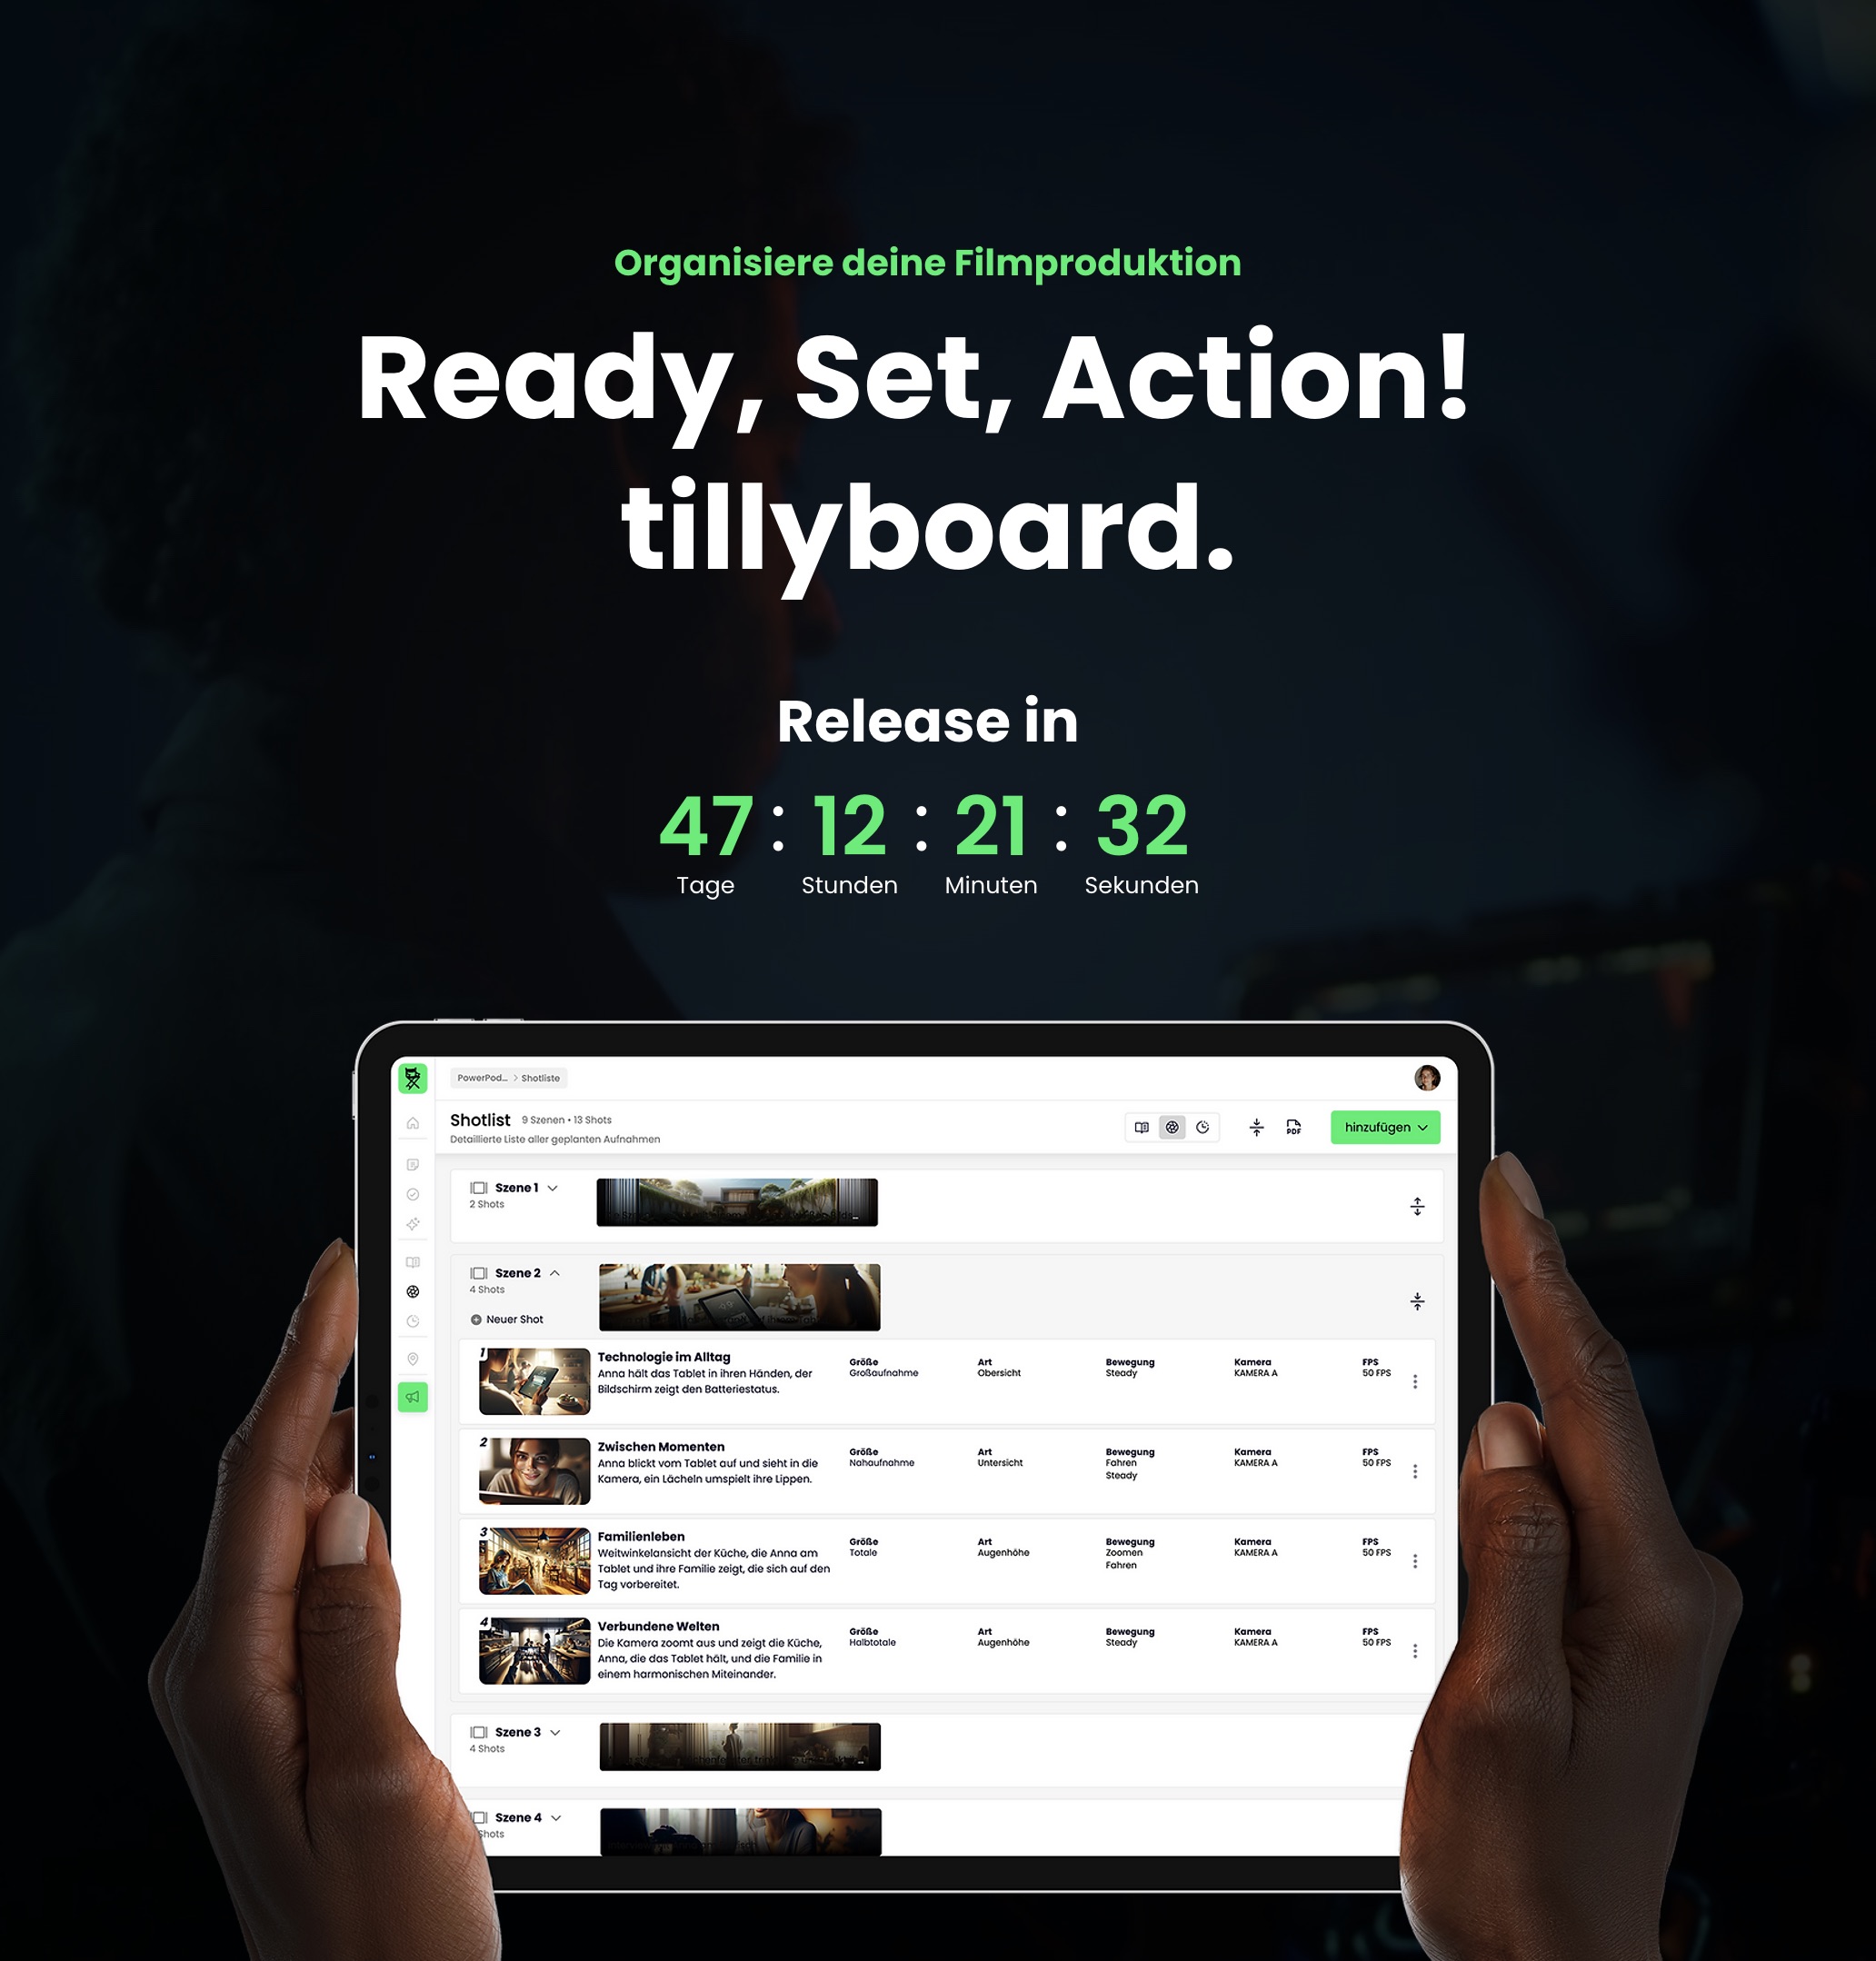 Organisiere deine Filmproduktion
Ready, Set, Action!
tillyboard.
Release in
47 : 12 : 21 : 32
Tage Stunden Minuten Sekunden
PowerPod... > Shotliste
Shotlist 9 Szenen • 13 Shots
Detaillierte Liste aller geplanten Aufnahmen
PDF
hinzufügen
Szene 1
2 Shots
Szene 2
4 Shots
Neuer Shot
1
Technologie im Alltag
Anna hält das Tablet in ihren Händen, der
Bildschirm zeigt den Batteriestatus.
Größe Art Bewegung Kamera FPS
Großaufnahme Obersicht Steady KAMERA A 50 FPS
2
Zwischen Momenten
Anna blickt vom Tablet auf und sieht in die
Kamera, ein Lächeln umspielt ihre Lippen.
Größe Art Bewegung Kamera FPS
Nahaufnahme Untersicht Fahren KAMERA A 50 FPS
Steady
3
Familienleben
Weitwinkelansicht der Küche, die Anna am
Tablet und ihre Familie zeigt, die sich auf den
Tag vorbereitet.
Größe Art Bewegung Kamera FPS
Totale Augenhöhe Zoomen KAMERA A 50 FPS
Fahren
4
Verbundene Welten
Die Kamera zoomt aus und zeigt die Küche,
Anna, die das Tablet hält, und die Familie in
einem harmonischen Miteinander.
Größe Art Bewegung Kamera FPS
Halbtotale Augenhöhe Steady KAMERA A 50 FPS
Szene 3
4 Shots
Szene 4
Shots